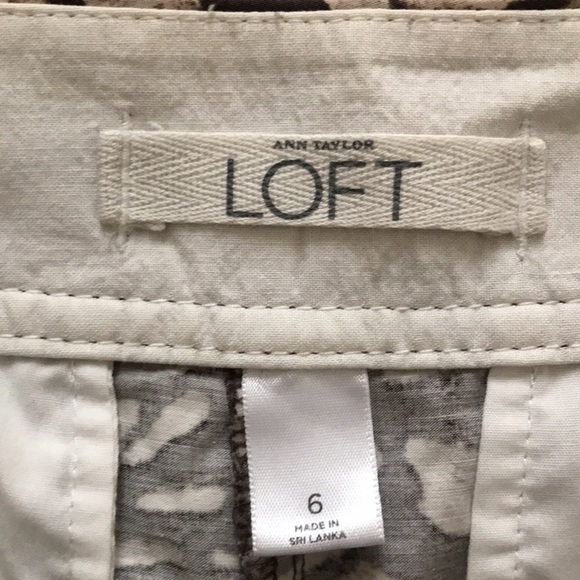 ANN TAYLOR
LOFT
6
MADE IN
SRI LANKA